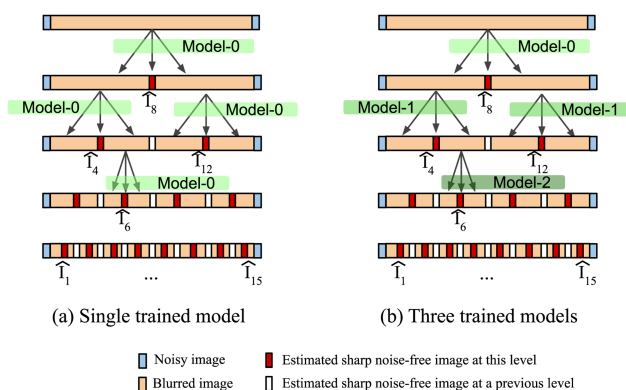 Model-0 Model-0
Î8 Î8
Model-0 Model-0 Model-1 Model-1
Î4 Î12 Î4 Î12
Model-0 Model-2
Î6 Î6
Î1 ... Î15 Î1 ... Î15
(a) Single trained model (b) Three trained models
Noisy image Estimated sharp noise-free image at this level
Blurred image Estimated sharp noise-free image at a previous level